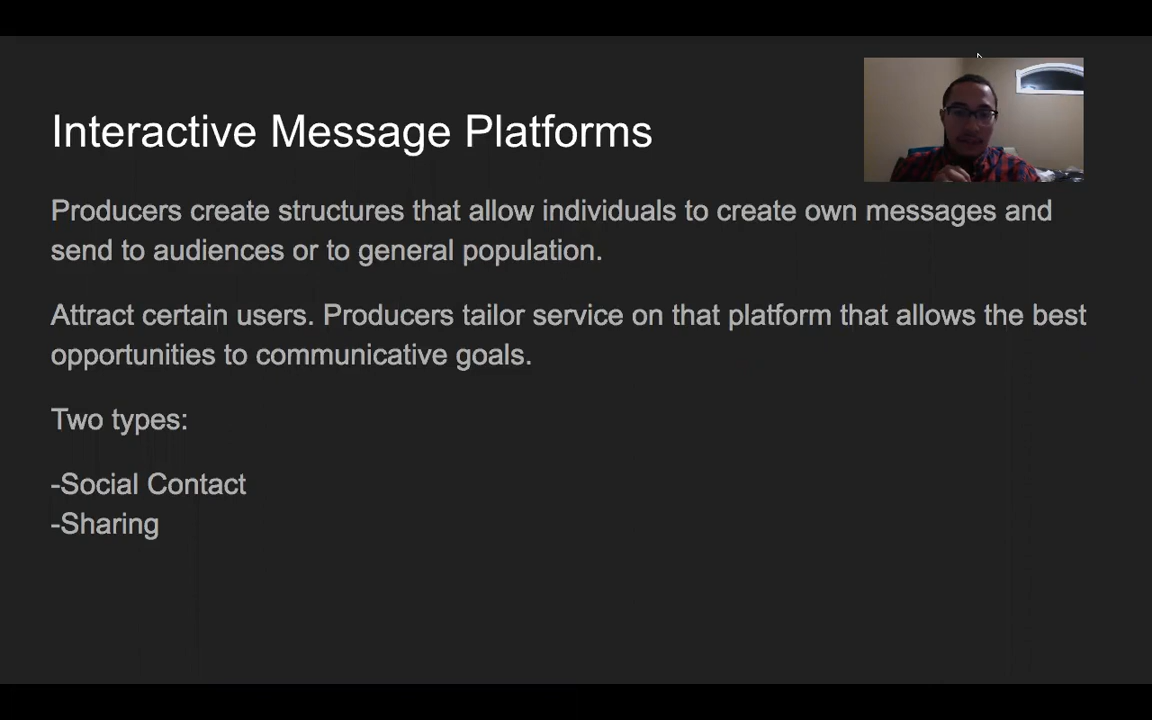 Interactive Message Platforms
Producers create structures that allow individuals to create own messages and
send to audiences or to general population.
Attract certain users. Producers tailor service on that platform that allows the best
opportunities to communicative goals.
Two types:
-Social Contact
-Sharing